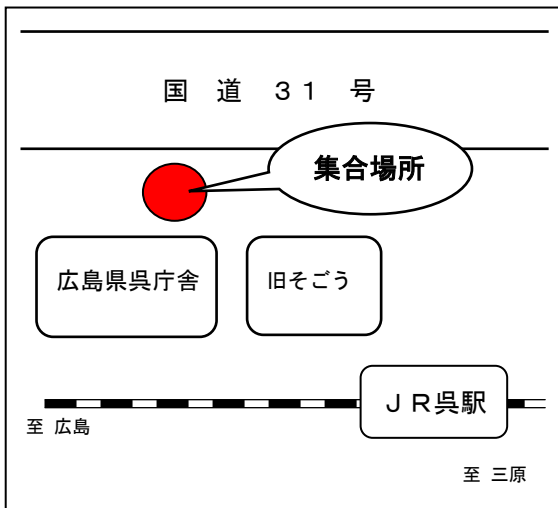 国 道 ３１ 号
集合場所
広島県呉庁舎
旧そごう
ＪＲ呉駅
至 広島
至 三原